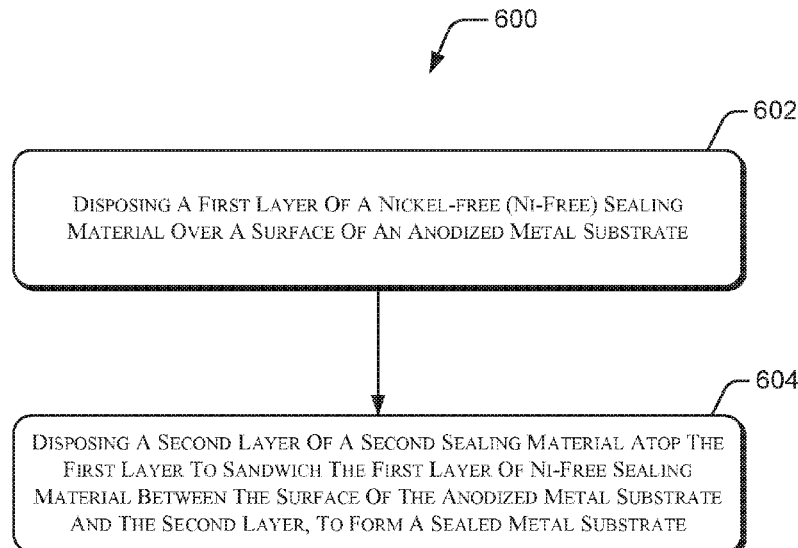 600
602
DISPOSING A FIRST LAYER OF A NICKEL-FREE (NI-FREE) SEALING
MATERIAL OVER A SURFACE OF AN ANODIZED METAL SUBSTRATE
604
DISPOSING A SECOND LAYER OF A SECOND SEALING MATERIAL ATOP THE
FIRST LAYER TO SANDWICH THE FIRST LAYER OF NI-FREE SEALING
MATERIAL BETWEEN THE SURFACE OF THE ANODIZED METAL SUBSTRATE
AND THE SECOND LAYER, TO FORM A SEALED METAL SUBSTRATE